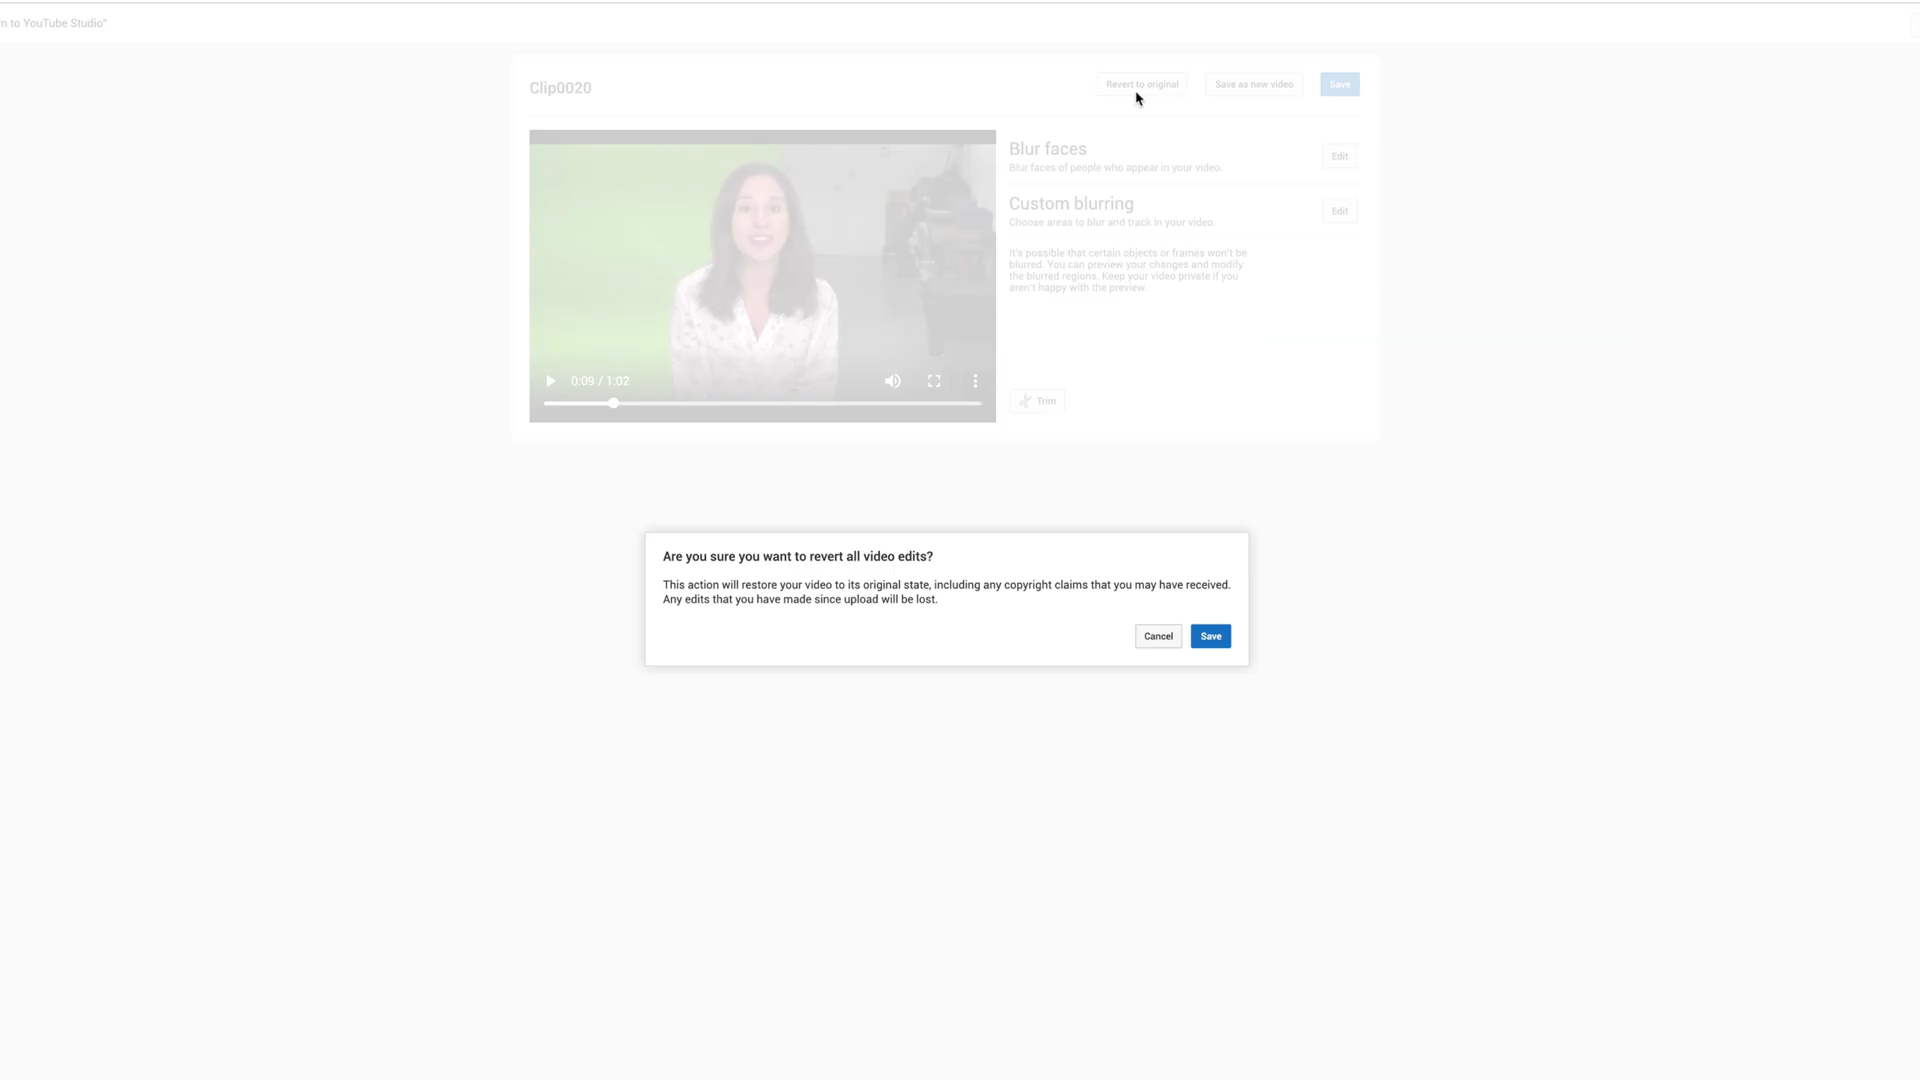 n to YouTube Studio"
Clip0020
Revert to original
Save as new video
Save
Blur faces
Blur faces of people who appear in your video.
Edit
Custom blurring
Choose areas to blur and track in your video.
Edit
It's possible that certain objects or frames won't be
blurred. You can preview your changes and modify
the blurred regions. Keep your video private if you
aren't happy with the preview.
0:09 / 1:02
Trim
Are you sure you want to revert all video edits?
This action will restore your video to its original state, including any copyright claims that you may have received.
Any edits that you have made since upload will be lost.
Cancel
Save